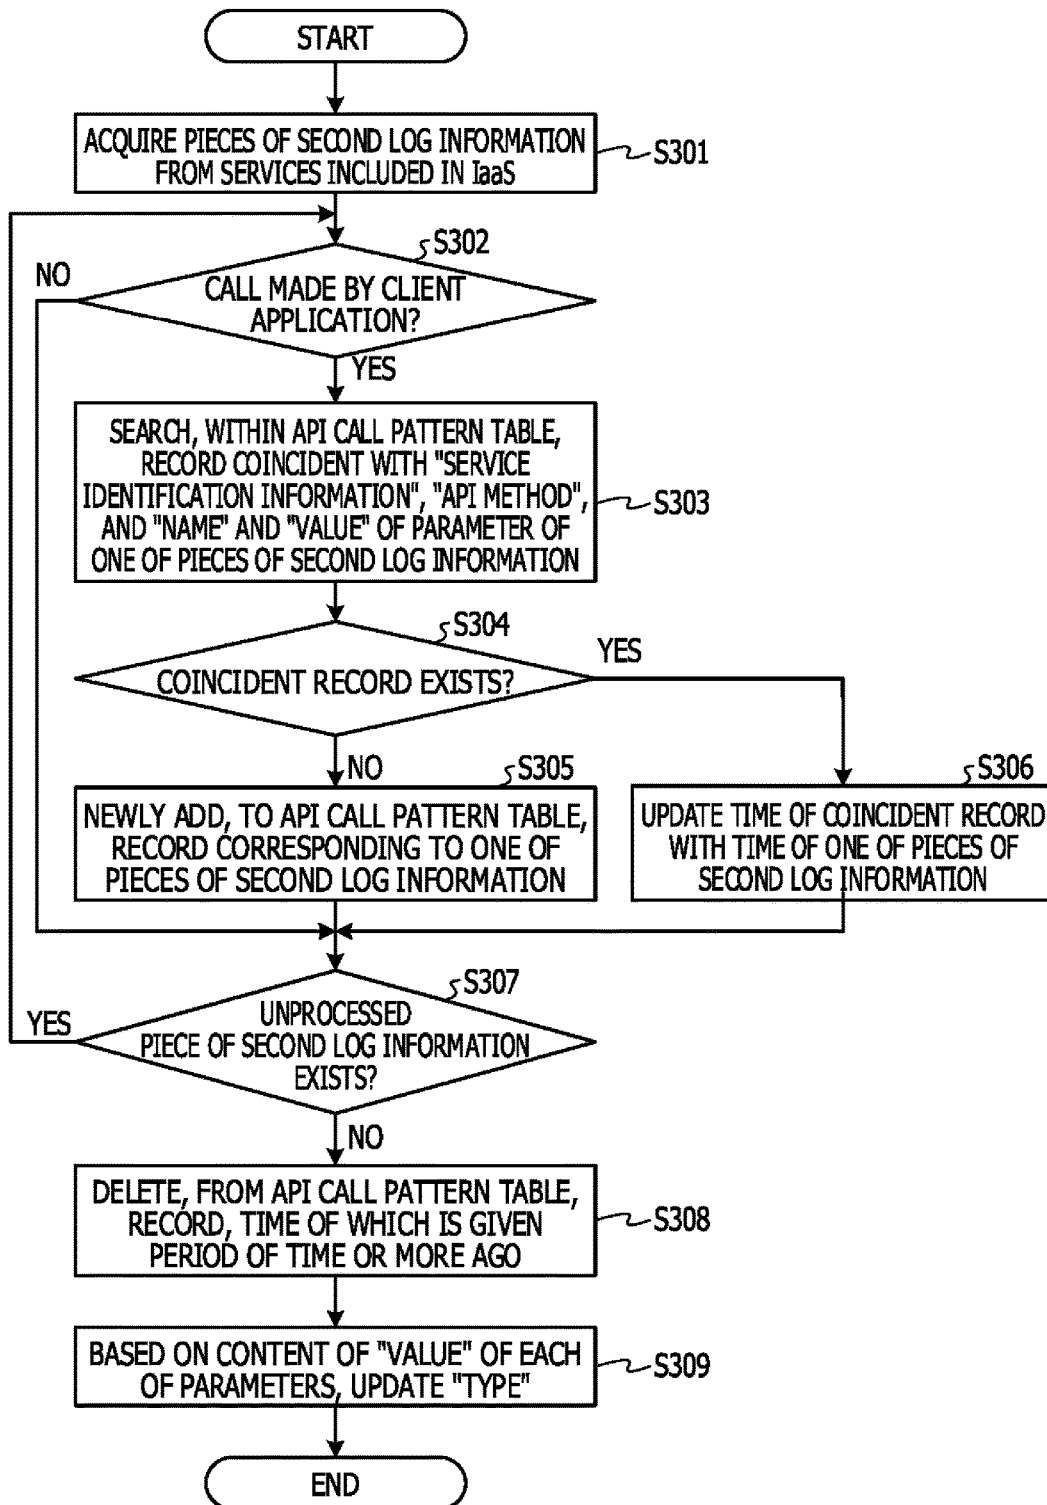 START
ACQUIRE PIECES OF SECOND LOG INFORMATION
FROM SERVICES INCLUDED IN IaaS
S301
S302
NO
CALL MADE BY CLIENT
APPLICATION?
YES
SEARCH, WITHIN API CALL PATTERN TABLE,
RECORD COINCIDENT WITH "SERVICE
IDENTIFICATION INFORMATION", "API METHOD",
AND "NAME" AND "VALUE" OF PARAMETER OF
ONE OF PIECES OF SECOND LOG INFORMATION
S303
S304
YES
COINCIDENT RECORD EXISTS?
NO
S305
NEWLY ADD, TO API CALL PATTERN TABLE,
RECORD CORRESPONDING TO ONE OF
PIECES OF SECOND LOG INFORMATION
S306
UPDATE TIME OF COINCIDENT RECORD
WITH TIME OF ONE OF PIECES OF
SECOND LOG INFORMATION
S307
YES
UNPROCESSED
PIECE OF SECOND LOG INFORMATION
EXISTS?
NO
DELETE, FROM API CALL PATTERN TABLE,
RECORD, TIME OF WHICH IS GIVEN
PERIOD OF TIME OR MORE AGO
S308
BASED ON CONTENT OF "VALUE" OF EACH
OF PARAMETERS, UPDATE "TYPE"
S309
END